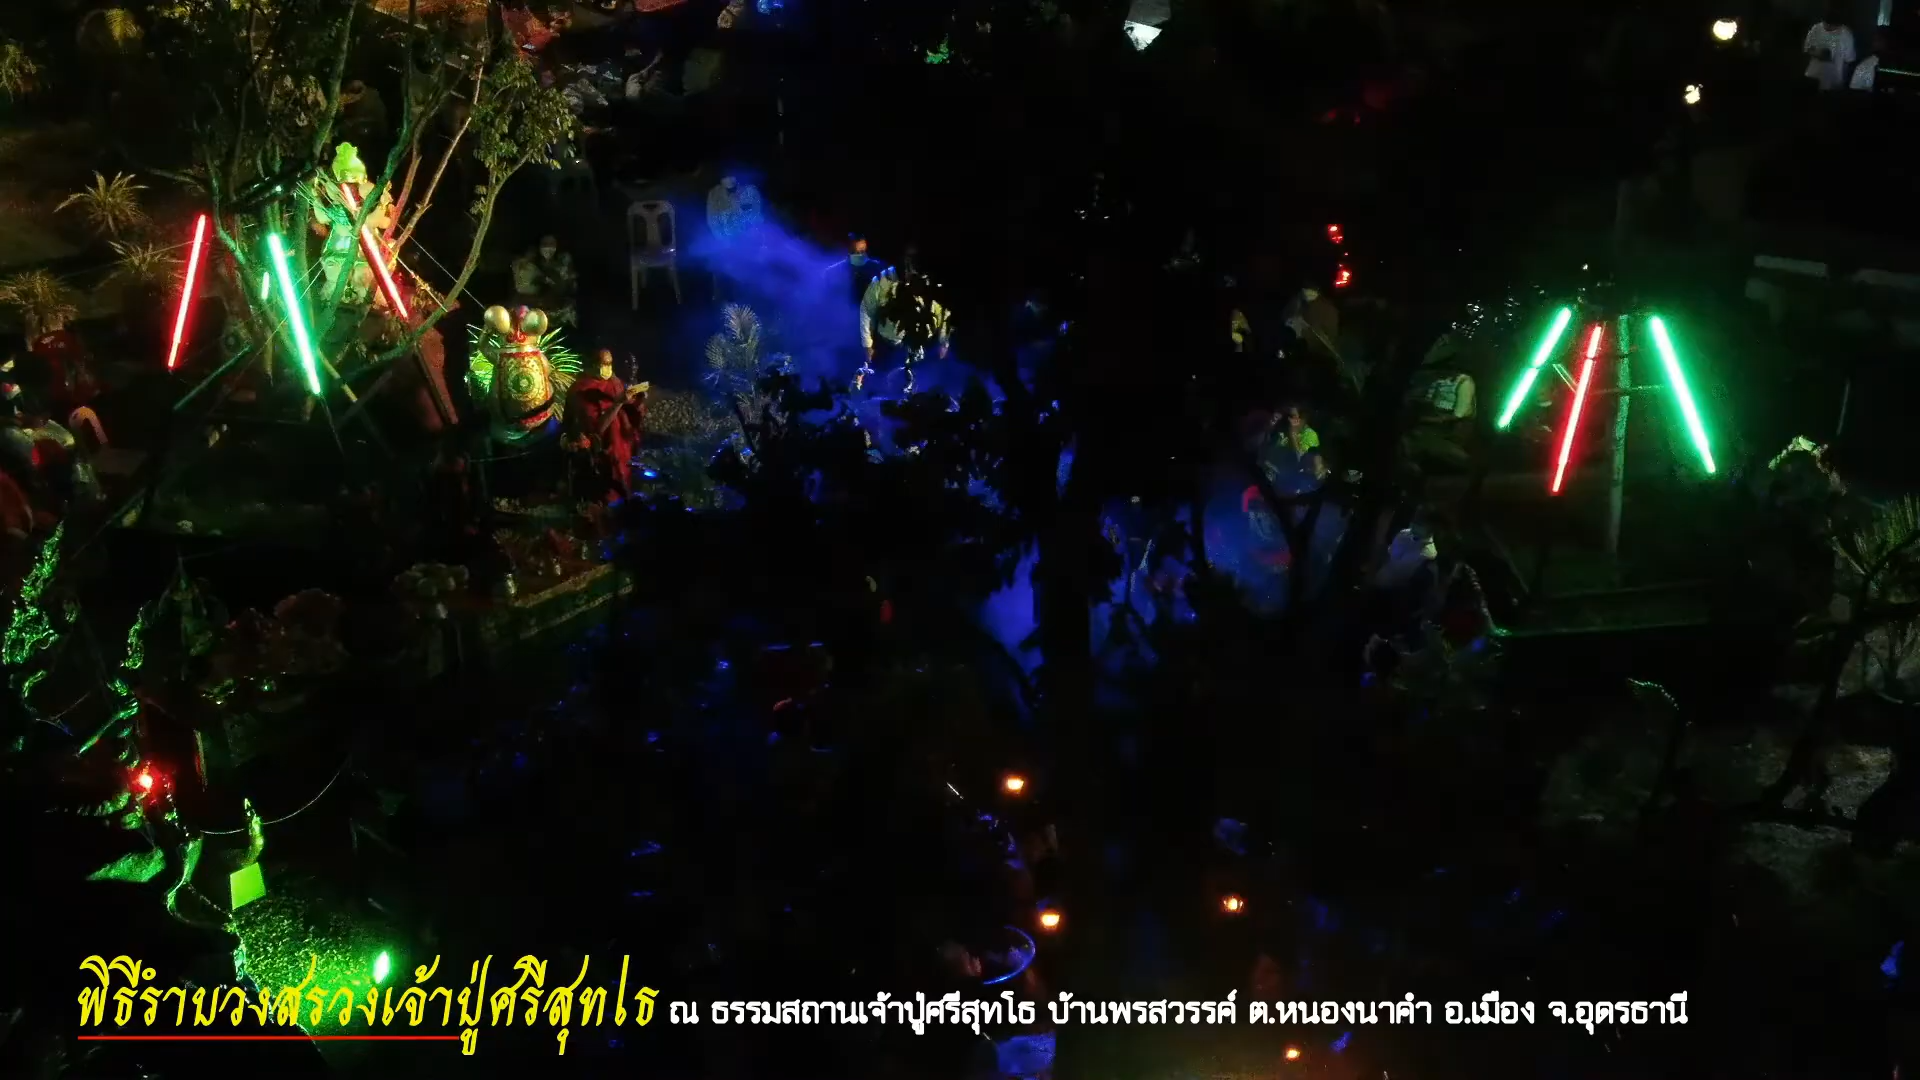 พิธีรำบวงสรวงเจ้าปู่ศรีสุทโธ ณ ธรรมสถานเจ้าปู่ศรีสุทโธ บ้านพรสวรรค์ ต.หนองนาคำ อ.เมือง จ.อุดรธานี